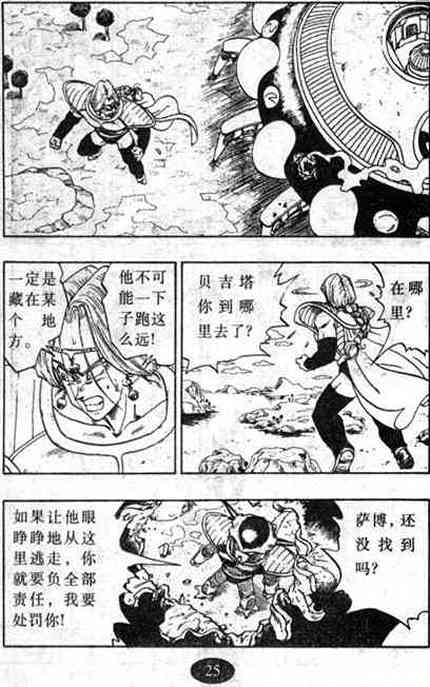 在哪
里?
贝吉塔
你到哪
里去了?
他不可
能一下
子跑这
么远!
一定是
藏在某
个地
方。
萨博,还
没找到
吗?
如果让他眼
睁睁地从这
里逃走,你
就要负全部
责任,我要
处罚你!
25